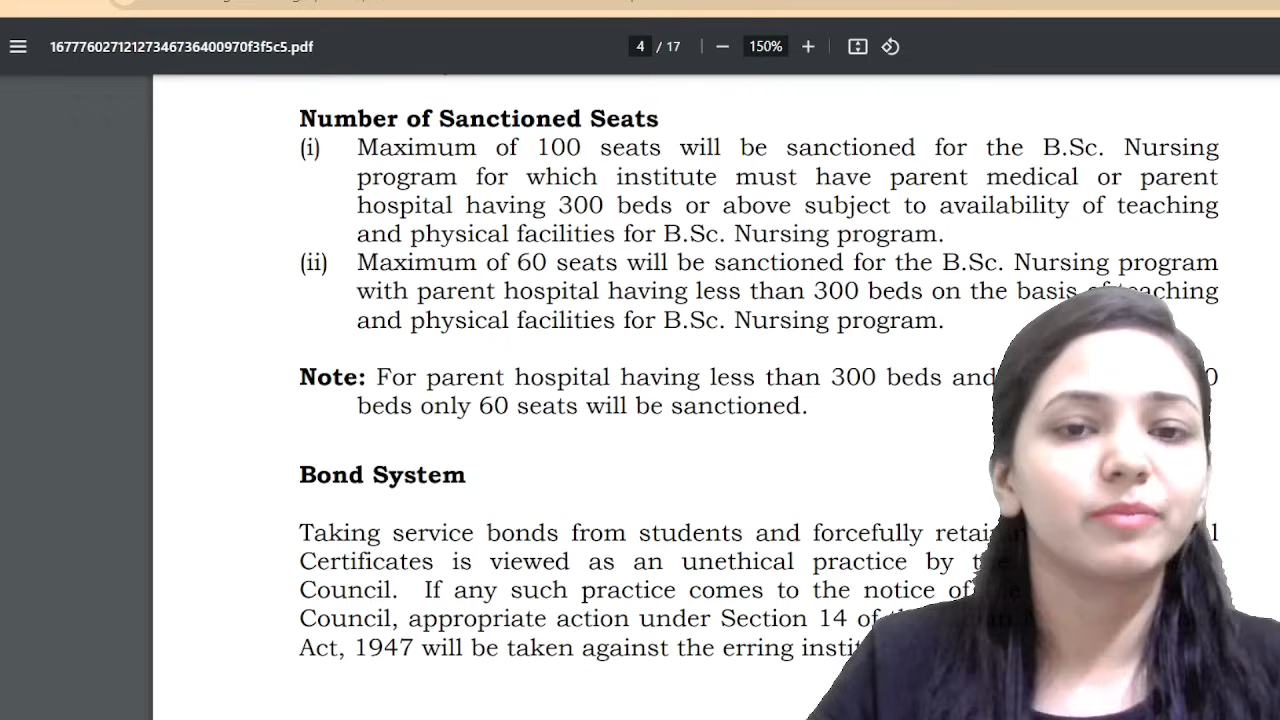 16777602712127346736400970f3f5c5.pdf
4 / 17
150%
Number of Sanctioned Seats
(i) Maximum of 100 seats will be sanctioned for the B.Sc. Nursing
program for which institute must have parent medical or parent
hospital having 300 beds or above subject to availability of teaching
and physical facilities for B.Sc. Nursing program.
(ii) Maximum of 60 seats will be sanctioned for the B.Sc. Nursing program
with parent hospital having less than 300 beds on the basis of teaching
and physical facilities for B.Sc. Nursing program.
Note: For parent hospital having less than 300 beds and
beds only 60 seats will be sanctioned.
Bond System
Taking service bonds from students and forcefully
Certificates is viewed as an unethical practice by
Council. If any such practice comes to the notice of
Council, appropriate action under Section 14 of
Act, 1947 will be taken against the erring